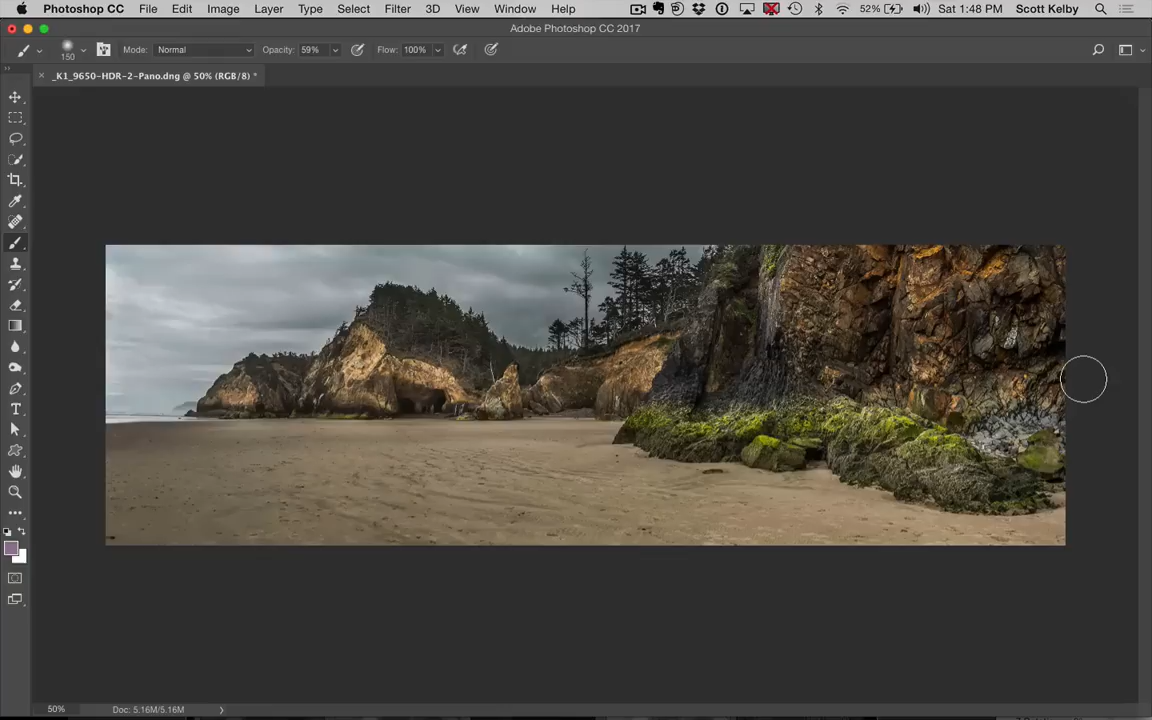 Photoshop CC File Edit Image Layer Type Select Filter 3D View Window Help 52% Sat 1:48 PM Scott Kelby
Adobe Photoshop CC 2017
150 Mode: Normal Opacity: 59% Flow: 100%
_K1_9650-HDR-2-Pano.dng @ 50% (RGB/8) *
50% Doc: 5.16M/5.16M